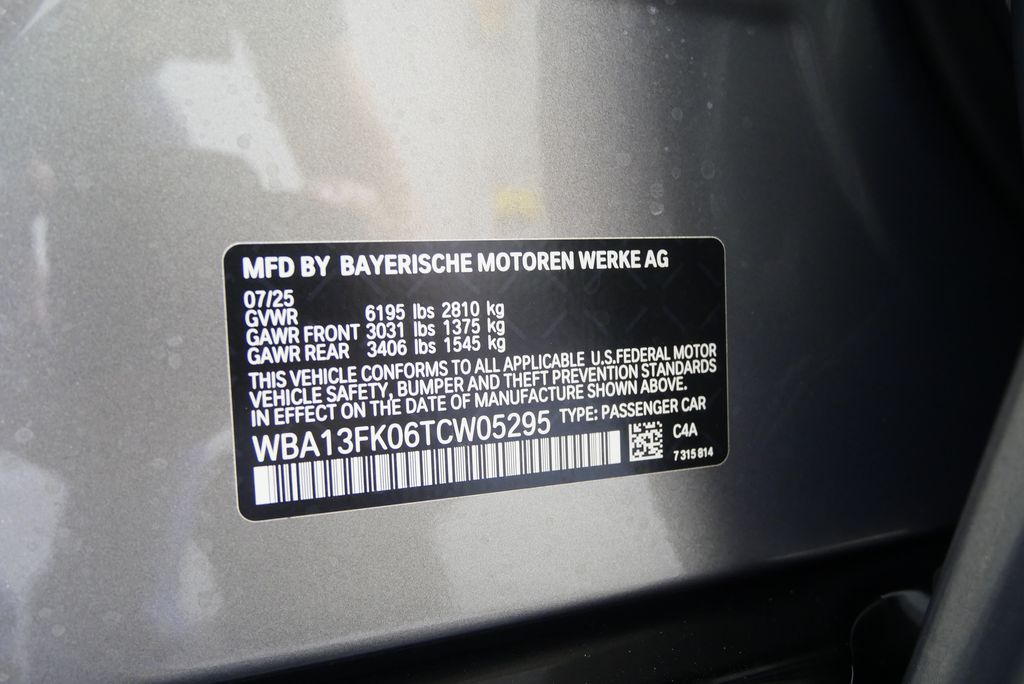 MFD BY BAYERISCHE MOTOREN WERKE AG
07/25
GVWR 6195 lbs 2810 kg
GAWR FRONT 3031 lbs 1375 kg
GAWR REAR 3406 lbs 1545 kg
THIS VEHICLE CONFORMS TO ALL APPLICABLE U.S.FEDERAL MOTOR
VEHICLE SAFETY, BUMPER AND THEFT PREVENTION STANDARDS
IN EFFECT ON THE DATE OF MANUFACTURE SHOWN ABOVE.
WBA13FK06TCW05295 TYPE: PASSENGER CAR
C4A
7 315 814